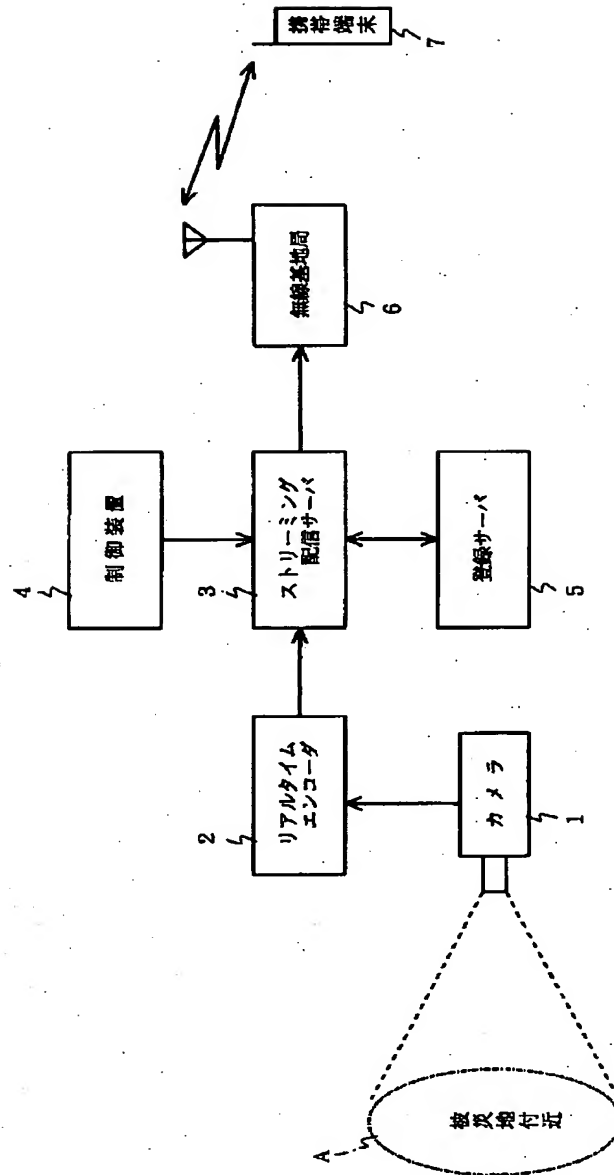 4
制御装置
2
リアルタイム
エンコーダ
3
ストリーミング
配信サーバ
無線基地局
6
携帯端末
7
A
被災地付近
カメラ
1
登録サーバ
5